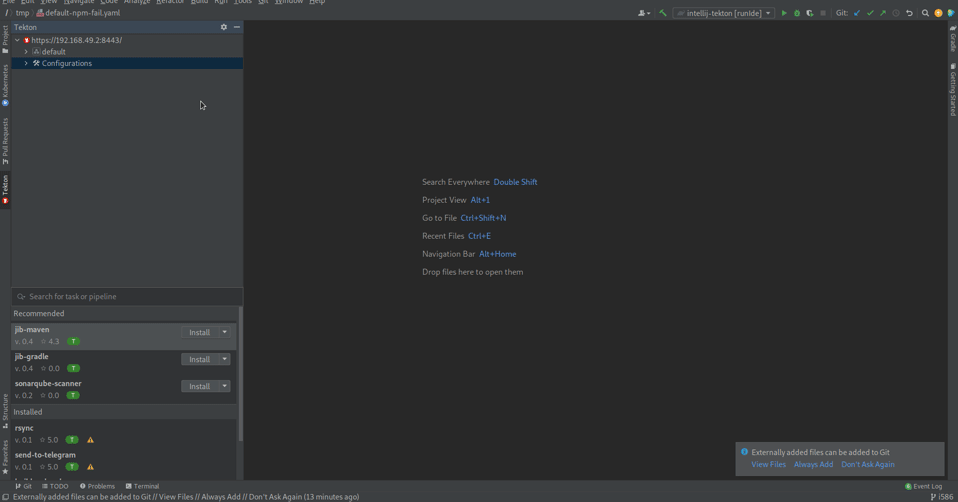 File Edit View Navigate Code Analyze Refactor Build Run Tools Git Window Help
/ tmp / default-npm-fail.yaml
intellij-tekton [runIde]
Git:
Tekton
https://192.168.49.2:8443/
default
Configurations
Project
Kubernetes
Pull Requests
Tekton
Structure
Favorites
Gradle
Getting Started
Search Everywhere Double Shift
Project View Alt+1
Go to File Ctrl+Shift+N
Recent Files Ctrl+E
Navigation Bar Alt+Home
Drop files here to open them
Search for task or pipeline
Recommended
jib-maven
Install
v. 0.4 4.3 T
jib-gradle
Install
v. 0.4 0.0 T
sonarqube-scanner
Install
v. 0.2 0.0 T
Installed
rsync
v. 0.1 5.0 T
send-to-telegram
v. 0.1 5.0 T
Externally added files can be added to Git
View Files Always Add Don't Ask Again
Git TODO Problems Terminal
Event Log
Externally added files can be added to Git // View Files // Always Add // Don't Ask Again (13 minutes ago)
i586